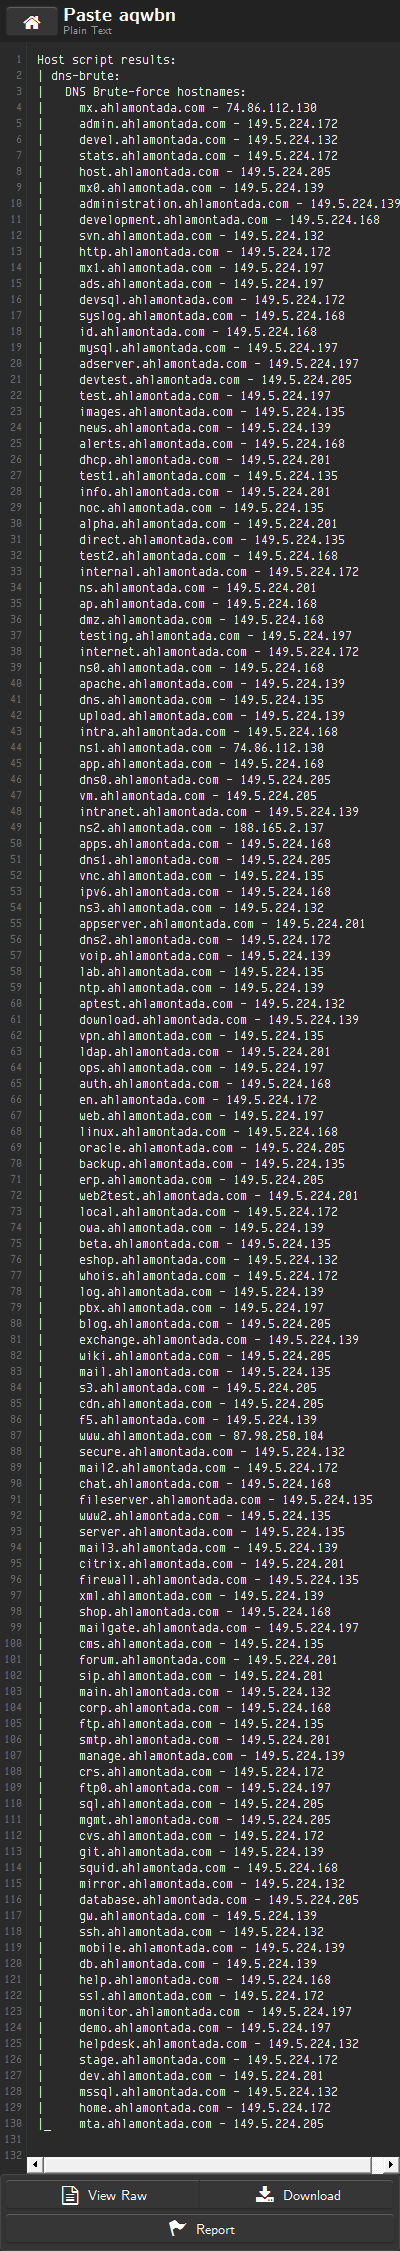 Paste aqwbn
Plain Text
1 Host script results:
2 | dns-brute:
3 |   DNS Brute-force hostnames:
4 |     mx.ahlamontada.com - 74.86.112.130
5 |     admin.ahlamontada.com - 149.5.224.172
6 |     devel.ahlamontada.com - 149.5.224.132
7 |     stats.ahlamontada.com - 149.5.224.172
8 |     host.ahlamontada.com - 149.5.224.205
9 |     mx0.ahlamontada.com - 149.5.224.139
10 |     administration.ahlamontada.com - 149.5.224.139
11 |     development.ahlamontada.com - 149.5.224.168
12 |     svn.ahlamontada.com - 149.5.224.132
13 |     http.ahlamontada.com - 149.5.224.172
14 |     mx1.ahlamontada.com - 149.5.224.197
15 |     ads.ahlamontada.com - 149.5.224.197
16 |     devsql.ahlamontada.com - 149.5.224.172
17 |     syslog.ahlamontada.com - 149.5.224.168
18 |     id.ahlamontada.com - 149.5.224.168
19 |     mysql.ahlamontada.com - 149.5.224.197
20 |     adserver.ahlamontada.com - 149.5.224.197
21 |     devtest.ahlamontada.com - 149.5.224.205
22 |     test.ahlamontada.com - 149.5.224.197
23 |     images.ahlamontada.com - 149.5.224.135
24 |     news.ahlamontada.com - 149.5.224.139
25 |     alerts.ahlamontada.com - 149.5.224.168
26 |     dhcp.ahlamontada.com - 149.5.224.201
27 |     test1.ahlamontada.com - 149.5.224.135
28 |     info.ahlamontada.com - 149.5.224.201
29 |     noc.ahlamontada.com - 149.5.224.135
30 |     alpha.ahlamontada.com - 149.5.224.201
31 |     direct.ahlamontada.com - 149.5.224.135
32 |     test2.ahlamontada.com - 149.5.224.168
33 |     internal.ahlamontada.com - 149.5.224.172
34 |     ns.ahlamontada.com - 149.5.224.201
35 |     ap.ahlamontada.com - 149.5.224.168
36 |     dmz.ahlamontada.com - 149.5.224.168
37 |     testing.ahlamontada.com - 149.5.224.197
38 |     internet.ahlamontada.com - 149.5.224.172
39 |     ns0.ahlamontada.com - 149.5.224.168
40 |     apache.ahlamontada.com - 149.5.224.139
41 |     dns.ahlamontada.com - 149.5.224.135
42 |     upload.ahlamontada.com - 149.5.224.139
43 |     intra.ahlamontada.com - 149.5.224.168
44 |     ns1.ahlamontada.com - 74.86.112.130
45 |     app.ahlamontada.com - 149.5.224.168
46 |     dns0.ahlamontada.com - 149.5.224.205
47 |     vm.ahlamontada.com - 149.5.224.205
48 |     intranet.ahlamontada.com - 149.5.224.139
49 |     ns2.ahlamontada.com - 188.165.2.137
50 |     apps.ahlamontada.com - 149.5.224.168
51 |     dns1.ahlamontada.com - 149.5.224.205
52 |     vnc.ahlamontada.com - 149.5.224.135
53 |     ipv6.ahlamontada.com - 149.5.224.168
54 |     ns3.ahlamontada.com - 149.5.224.132
55 |     appserver.ahlamontada.com - 149.5.224.201
56 |     dns2.ahlamontada.com - 149.5.224.172
57 |     voip.ahlamontada.com - 149.5.224.139
58 |     lab.ahlamontada.com - 149.5.224.135
59 |     ntp.ahlamontada.com - 149.5.224.139
60 |     aptest.ahlamontada.com - 149.5.224.132
61 |     download.ahlamontada.com - 149.5.224.139
62 |     vpn.ahlamontada.com - 149.5.224.135
63 |     ldap.ahlamontada.com - 149.5.224.201
64 |     ops.ahlamontada.com - 149.5.224.197
65 |     auth.ahlamontada.com - 149.5.224.168
66 |     en.ahlamontada.com - 149.5.224.172
67 |     web.ahlamontada.com - 149.5.224.197
68 |     linux.ahlamontada.com - 149.5.224.168
69 |     oracle.ahlamontada.com - 149.5.224.205
70 |     backup.ahlamontada.com - 149.5.224.135
71 |     erp.ahlamontada.com - 149.5.224.205
72 |     web2test.ahlamontada.com - 149.5.224.201
73 |     local.ahlamontada.com - 149.5.224.172
74 |     owa.ahlamontada.com - 149.5.224.139
75 |     beta.ahlamontada.com - 149.5.224.135
76 |     eshop.ahlamontada.com - 149.5.224.132
77 |     whois.ahlamontada.com - 149.5.224.172
78 |     log.ahlamontada.com - 149.5.224.139
79 |     pbx.ahlamontada.com - 149.5.224.197
80 |     blog.ahlamontada.com - 149.5.224.205
81 |     exchange.ahlamontada.com - 149.5.224.139
82 |     wiki.ahlamontada.com - 149.5.224.205
83 |     mail.ahlamontada.com - 149.5.224.135
84 |     s3.ahlamontada.com - 149.5.224.205
85 |     cdn.ahlamontada.com - 149.5.224.205
86 |     f5.ahlamontada.com - 149.5.224.139
87 |     www.ahlamontada.com - 87.98.250.104
88 |     secure.ahlamontada.com - 149.5.224.132
89 |     mail2.ahlamontada.com - 149.5.224.172
90 |     chat.ahlamontada.com - 149.5.224.168
91 |     fileserver.ahlamontada.com - 149.5.224.135
92 |     www2.ahlamontada.com - 149.5.224.135
93 |     server.ahlamontada.com - 149.5.224.135
94 |     mail3.ahlamontada.com - 149.5.224.139
95 |     citrix.ahlamontada.com - 149.5.224.201
96 |     firewall.ahlamontada.com - 149.5.224.135
97 |     xml.ahlamontada.com - 149.5.224.139
98 |     shop.ahlamontada.com - 149.5.224.168
99 |     mailgate.ahlamontada.com - 149.5.224.197
100 |     cms.ahlamontada.com - 149.5.224.135
101 |     forum.ahlamontada.com - 149.5.224.201
102 |     sip.ahlamontada.com - 149.5.224.201
103 |     main.ahlamontada.com - 149.5.224.132
104 |     corp.ahlamontada.com - 149.5.224.168
105 |     ftp.ahlamontada.com - 149.5.224.135
106 |     smtp.ahlamontada.com - 149.5.224.201
107 |     manage.ahlamontada.com - 149.5.224.139
108 |     crs.ahlamontada.com - 149.5.224.172
109 |     ftp0.ahlamontada.com - 149.5.224.197
110 |     sql.ahlamontada.com - 149.5.224.205
111 |     mgmt.ahlamontada.com - 149.5.224.205
112 |     cvs.ahlamontada.com - 149.5.224.172
113 |     git.ahlamontada.com - 149.5.224.139
114 |     squid.ahlamontada.com - 149.5.224.168
115 |     mirror.ahlamontada.com - 149.5.224.132
116 |     database.ahlamontada.com - 149.5.224.205
117 |     gw.ahlamontada.com - 149.5.224.139
118 |     ssh.ahlamontada.com - 149.5.224.132
119 |     mobile.ahlamontada.com - 149.5.224.139
120 |     db.ahlamontada.com - 149.5.224.139
121 |     help.ahlamontada.com - 149.5.224.168
122 |     ssl.ahlamontada.com - 149.5.224.172
123 |     monitor.ahlamontada.com - 149.5.224.197
124 |     demo.ahlamontada.com - 149.5.224.197
125 |     helpdesk.ahlamontada.com - 149.5.224.132
126 |     stage.ahlamontada.com - 149.5.224.172
127 |     dev.ahlamontada.com - 149.5.224.201
128 |     mssql.ahlamontada.com - 149.5.224.132
129 |     home.ahlamontada.com - 149.5.224.172
130 |_    mta.ahlamontada.com - 149.5.224.205
131
132
View Raw
Download
Report